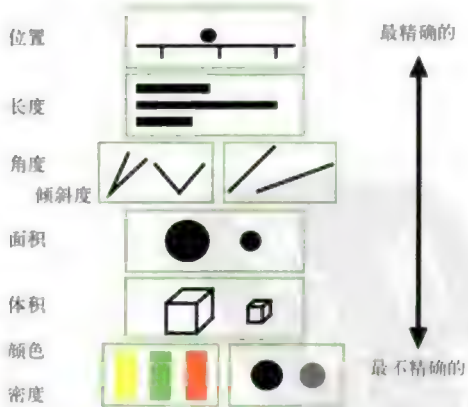 位置
最精确的
长度
角度
倾斜度
面积
体积
颜色
密度
最不精确的